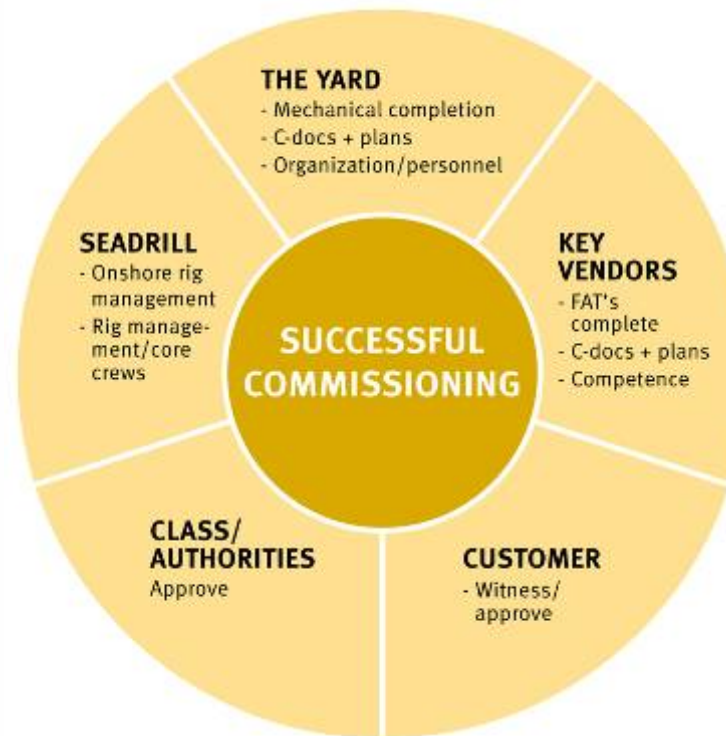 THE YARD
- Mechanical completion
- C-docs + plans
- Organization/personnel
SEADRILL
- Onshore rig
management
- Rig manage-
ment/core
crews
KEY
VENDORS
- FAT's
complete
- C-docs + plans
- Competence
SUCCESSFUL
COMMISSIONING
CLASS/
AUTHORITIES
Approve
CUSTOMER
- Witness/
approve